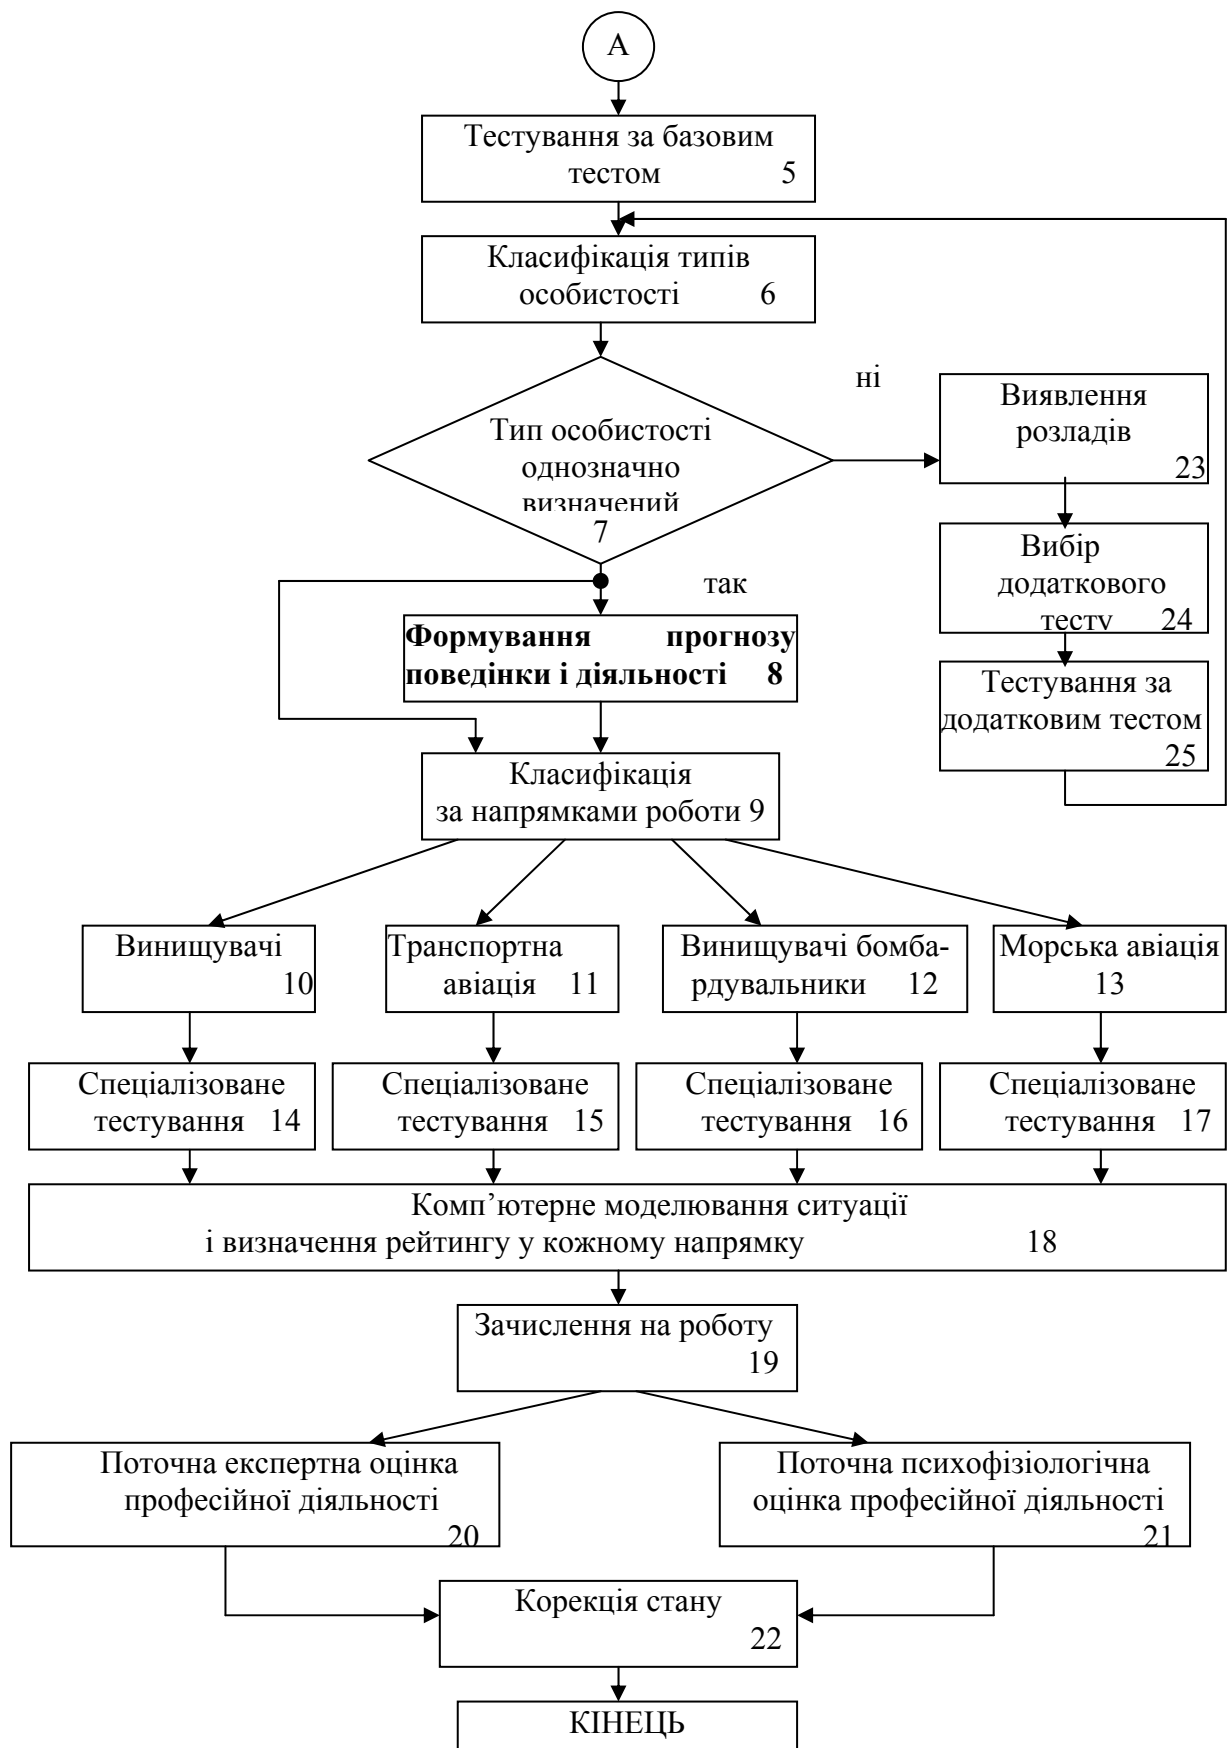 А
Тестування за базовим
тестом 5
Класифікація типів
особистості 6
ні
Тип особистості
однозначно
визначений
7
Виявлення
розладів
23
Вибір
додаткового
тесту 24
так
Формування прогнозу
поведінки і діяльності 8
Тестування за
додатковим тестом
25
Класифікація
за напрямками роботи 9
Винищувачі
10
Транспортна
авіація 11
Винищувачі бомба-
рдувальники 12
Морська авіація
13
Спеціалізоване
тестування 14
Спеціалізоване
тестування 15
Спеціалізоване
тестування 16
Спеціалізоване
тестування 17
Комп’ютерне моделювання ситуації
і визначення рейтингу у кожному напрямку 18
Зачислення на роботу
19
Поточна експертна оцінка
професійної діяльності
20
Поточна психофізіологічна
оцінка професійної діяльності
21
Корекція стану
22
КІНЕЦЬ